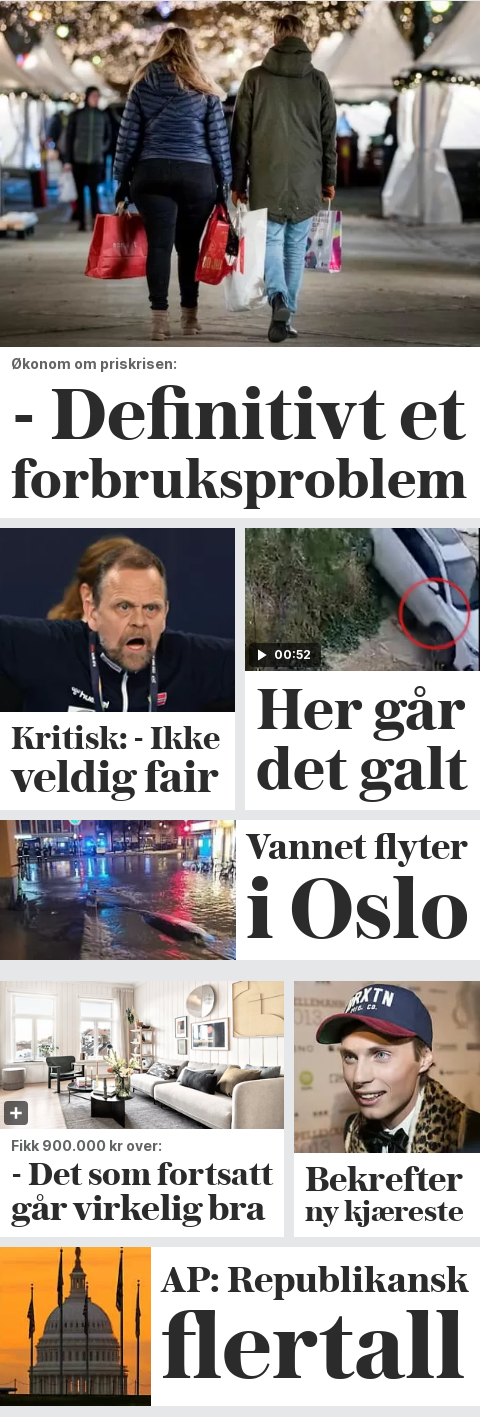 Økonom om priskrisen:
- Definitivt et
forbruksproblem
00:52
Kritisk: - Ikke
veldig fair
Her går
det galt
Vannet flyter
i Oslo
Fikk 900.000 kr over:
- Det som fortsatt
går virkelig bra
Bekrefter
ny kjæreste
AP: Republikansk
flertall